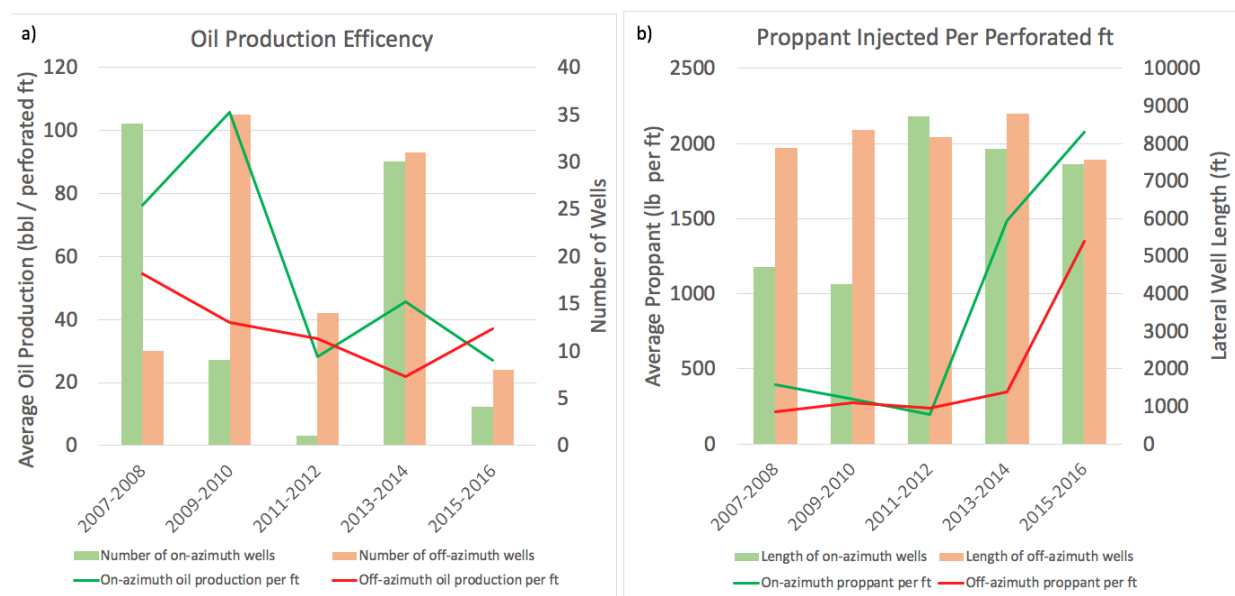 a)
Oil Production Efficency
Average Oil Production (bbl / perforated ft)
120
100
80
60
40
20
0
40
35
30
25
20
15
10
5
0
Number of Wells
2007-2008
2009-2010
2011-2012
2013-2014
2015-2016
Number of on-azimuth wells
Number of off-azimuth wells
On-azimuth oil production per ft
Off-azimuth oil production per ft
b)
Proppant Injected Per Perforated ft
Average Proppant (lb per ft)
2500
2000
1500
1000
500
0
10000
9000
8000
7000
6000
5000
4000
3000
2000
1000
0
Lateral Well Length (ft)
2007-2008
2009-2010
2011-2012
2013-2014
2015-2016
Length of on-azimuth wells
Length of off-azimuth wells
On-azimuth proppant per ft
Off-azimuth proppant per ft